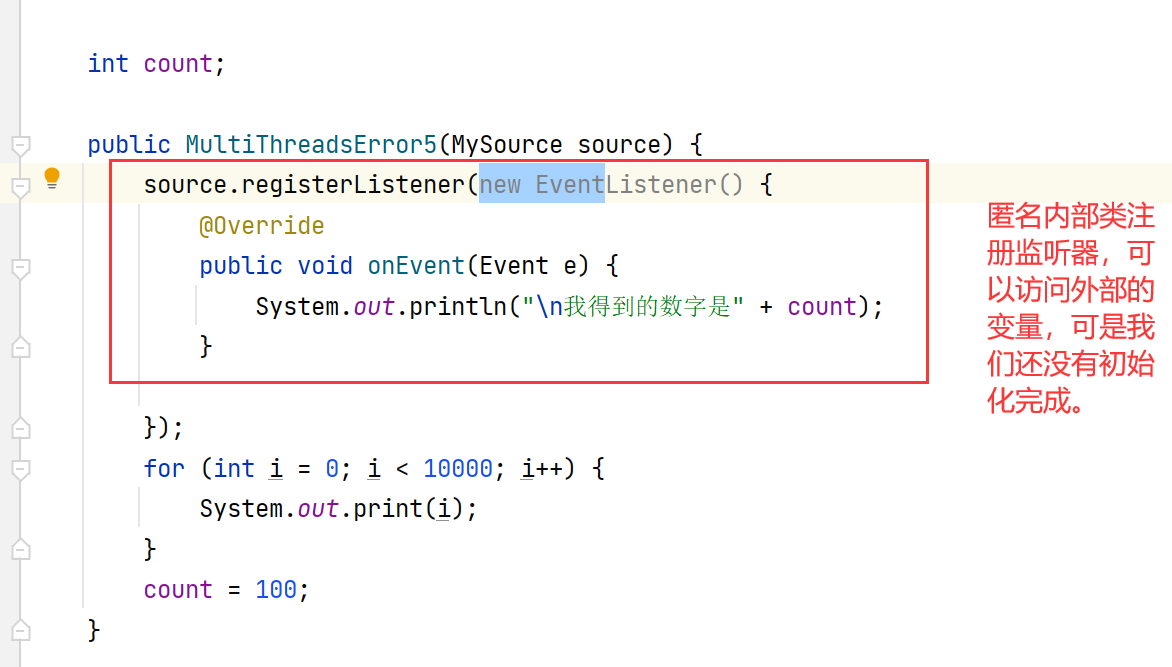 int count;
public MultiThreadsError5(MySource source) {
source.registerListener(new EventListener() {
@Override
public void onEvent(Event e) {
System.out.println("\n我得到的数字是" + count);
}
});
for (int i = 0; i < 10000; i++) {
System.out.print(i);
}
count = 100;
}
匿名内部类注
册监听器，可
以访问外部的
变量，可是我
们还没有初始
化完成。